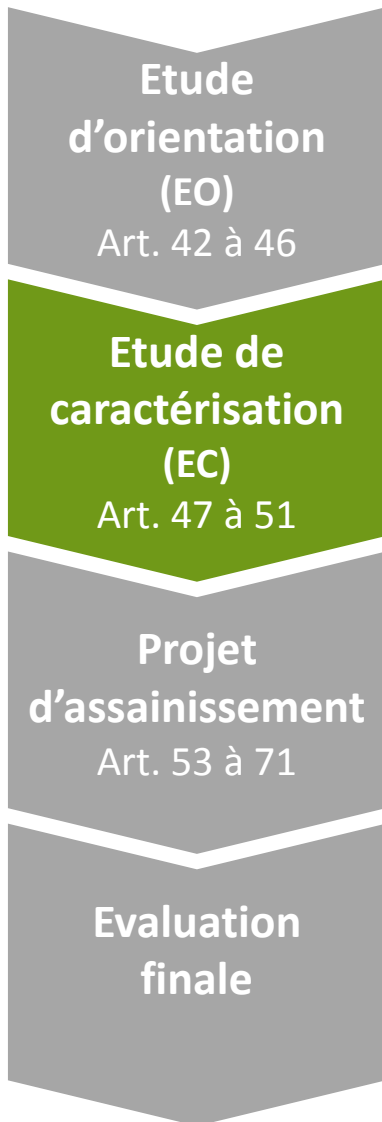 Etude
d’orientation
(EO)
Art. 42 à 46
Etude de
caractérisation
(EC)
Art. 47 à 51
Projet
d’assainissement
Art. 53 à 71
Evaluation
finale